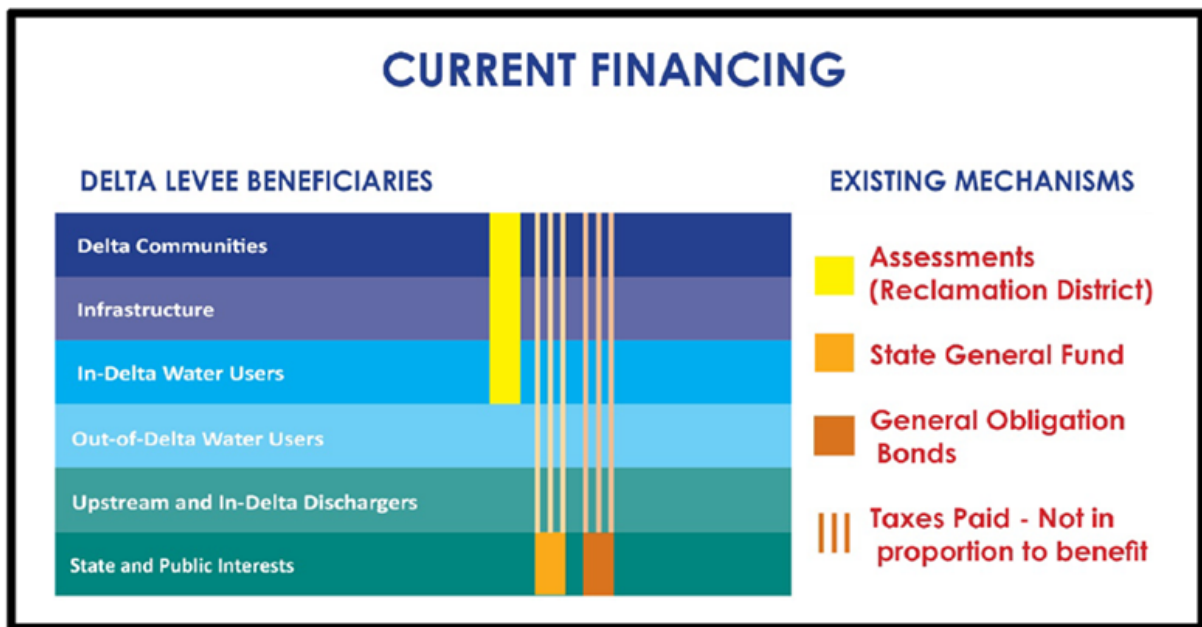 CURRENT FINANCING
DELTA LEVEE BENEFICIARIES
Delta Communities
Infrastructure
In-Delta Water Users
Out-of-Delta Water Users
Upstream and In-Delta Dischargers
State and Public Interests
EXISTING MECHANISMS
Assessments
(Reclamation District)
State General Fund
General Obligation
Bonds
Taxes Paid - Not in
proportion to benefit